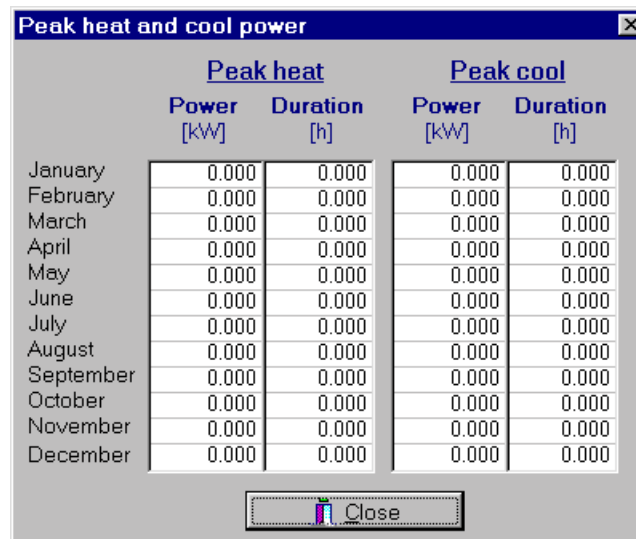 Peak heat and cool power
Peak heat Peak cool
Power Duration Power Duration
[kW] [h] [kW] [h]
January 0.000 0.000 0.000 0.000
February 0.000 0.000 0.000 0.000
March 0.000 0.000 0.000 0.000
April 0.000 0.000 0.000 0.000
May 0.000 0.000 0.000 0.000
June 0.000 0.000 0.000 0.000
July 0.000 0.000 0.000 0.000
August 0.000 0.000 0.000 0.000
September 0.000 0.000 0.000 0.000
October 0.000 0.000 0.000 0.000
November 0.000 0.000 0.000 0.000
December 0.000 0.000 0.000 0.000
Close